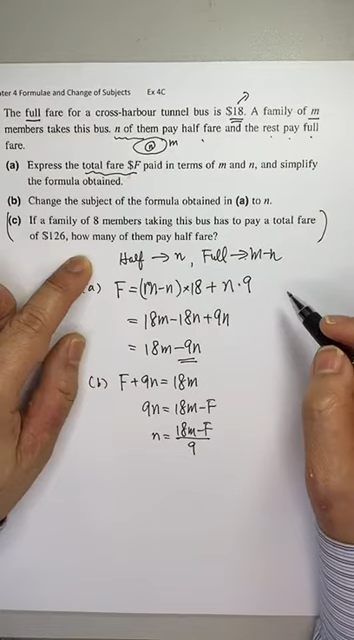 ter 4 Formulae and Change of Subjects Ex 4C
The full fare for a cross-harbour tunnel bus is $18. A family of m
members takes this bus. n of them pay half fare and the rest pay full
fare.
n m
(a) Express the total fare $F paid in terms of m and n, and simplify
the formula obtained.
(b) Change the subject of the formula obtained in (a) to n.
(c) If a family of 8 members taking this bus has to pay a total fare
of $126, how many of them pay half fare?
Half → n, Full → m-n
a) F = (m-n)×18 + n·9
= 18m-18n+9n
= 18m-9n
(b) F+9n = 18m
9n = 18m-F
n = 18m-F
9